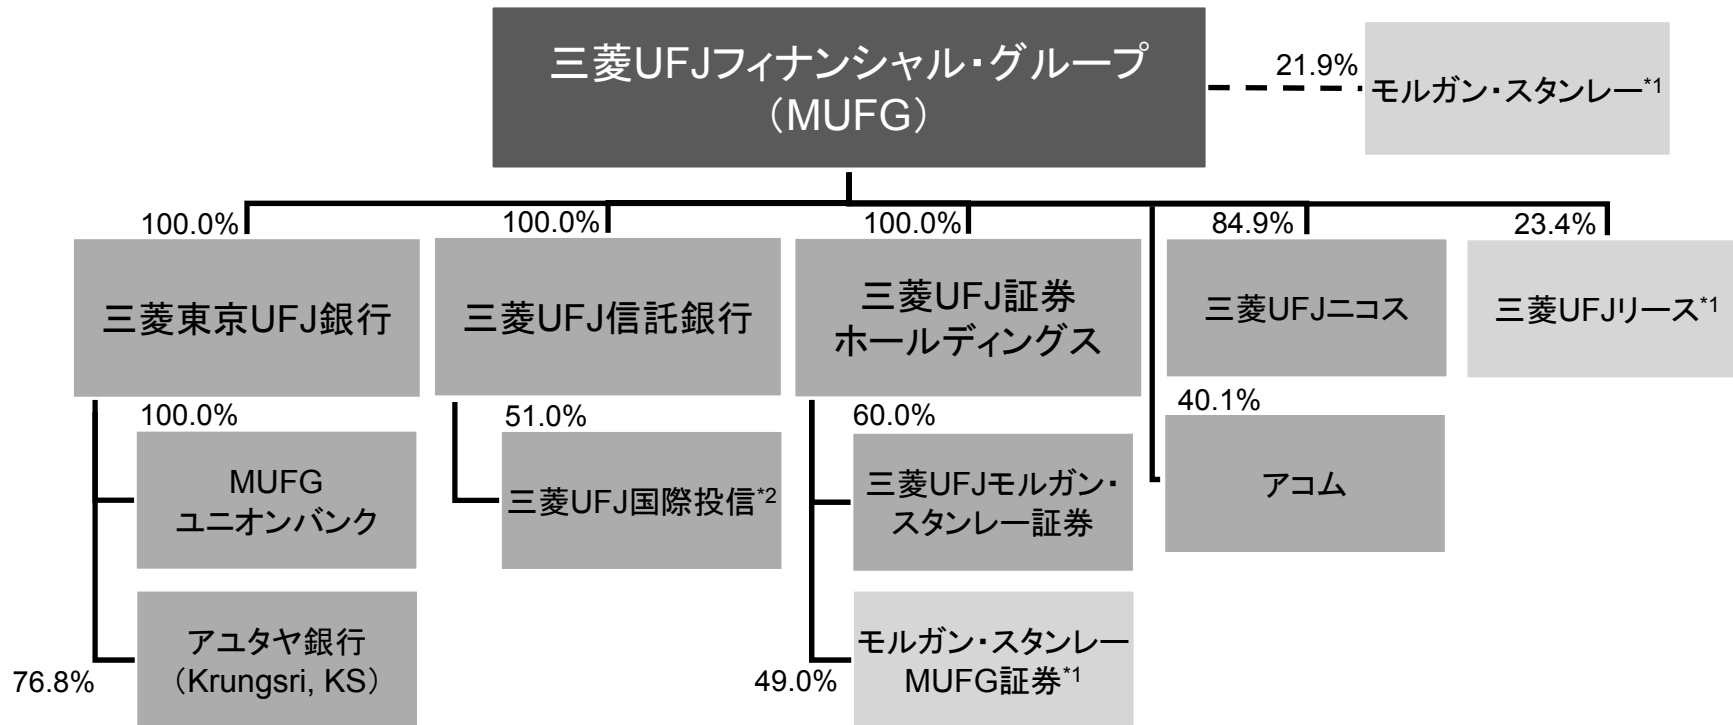 三菱UFJフィナンシャル・グループ
（MUFG）
21.9%
モルガン・スタンレー*1
100.0%
100.0%
100.0%
84.9%
23.4%
三菱東京UFJ銀行
三菱UFJ信託銀行
三菱UFJ証券
ホールディングス
三菱UFJニコス
三菱UFJリース*1
100.0%
51.0%
60.0%
40.1%
MUFG
ユニオンバンク
三菱UFJ国際投信*2
三菱UFJモルガン・
スタンレー証券
アコム
アユタヤ銀行
（Krungsri, KS）
76.8%
モルガン・スタンレー
MUFG証券*1
49.0%